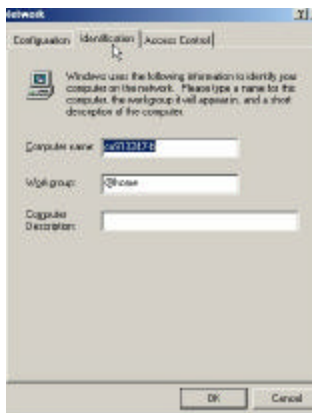 Network
Configuration Identification Access Control
Windows uses the following information to identify your
computer on the network. Please type a name for this
computer, the workgroup it will appear in, and a short
description of the computer.
Computer name:
Workgroup: @home
Computer
Description:
OK Cancel